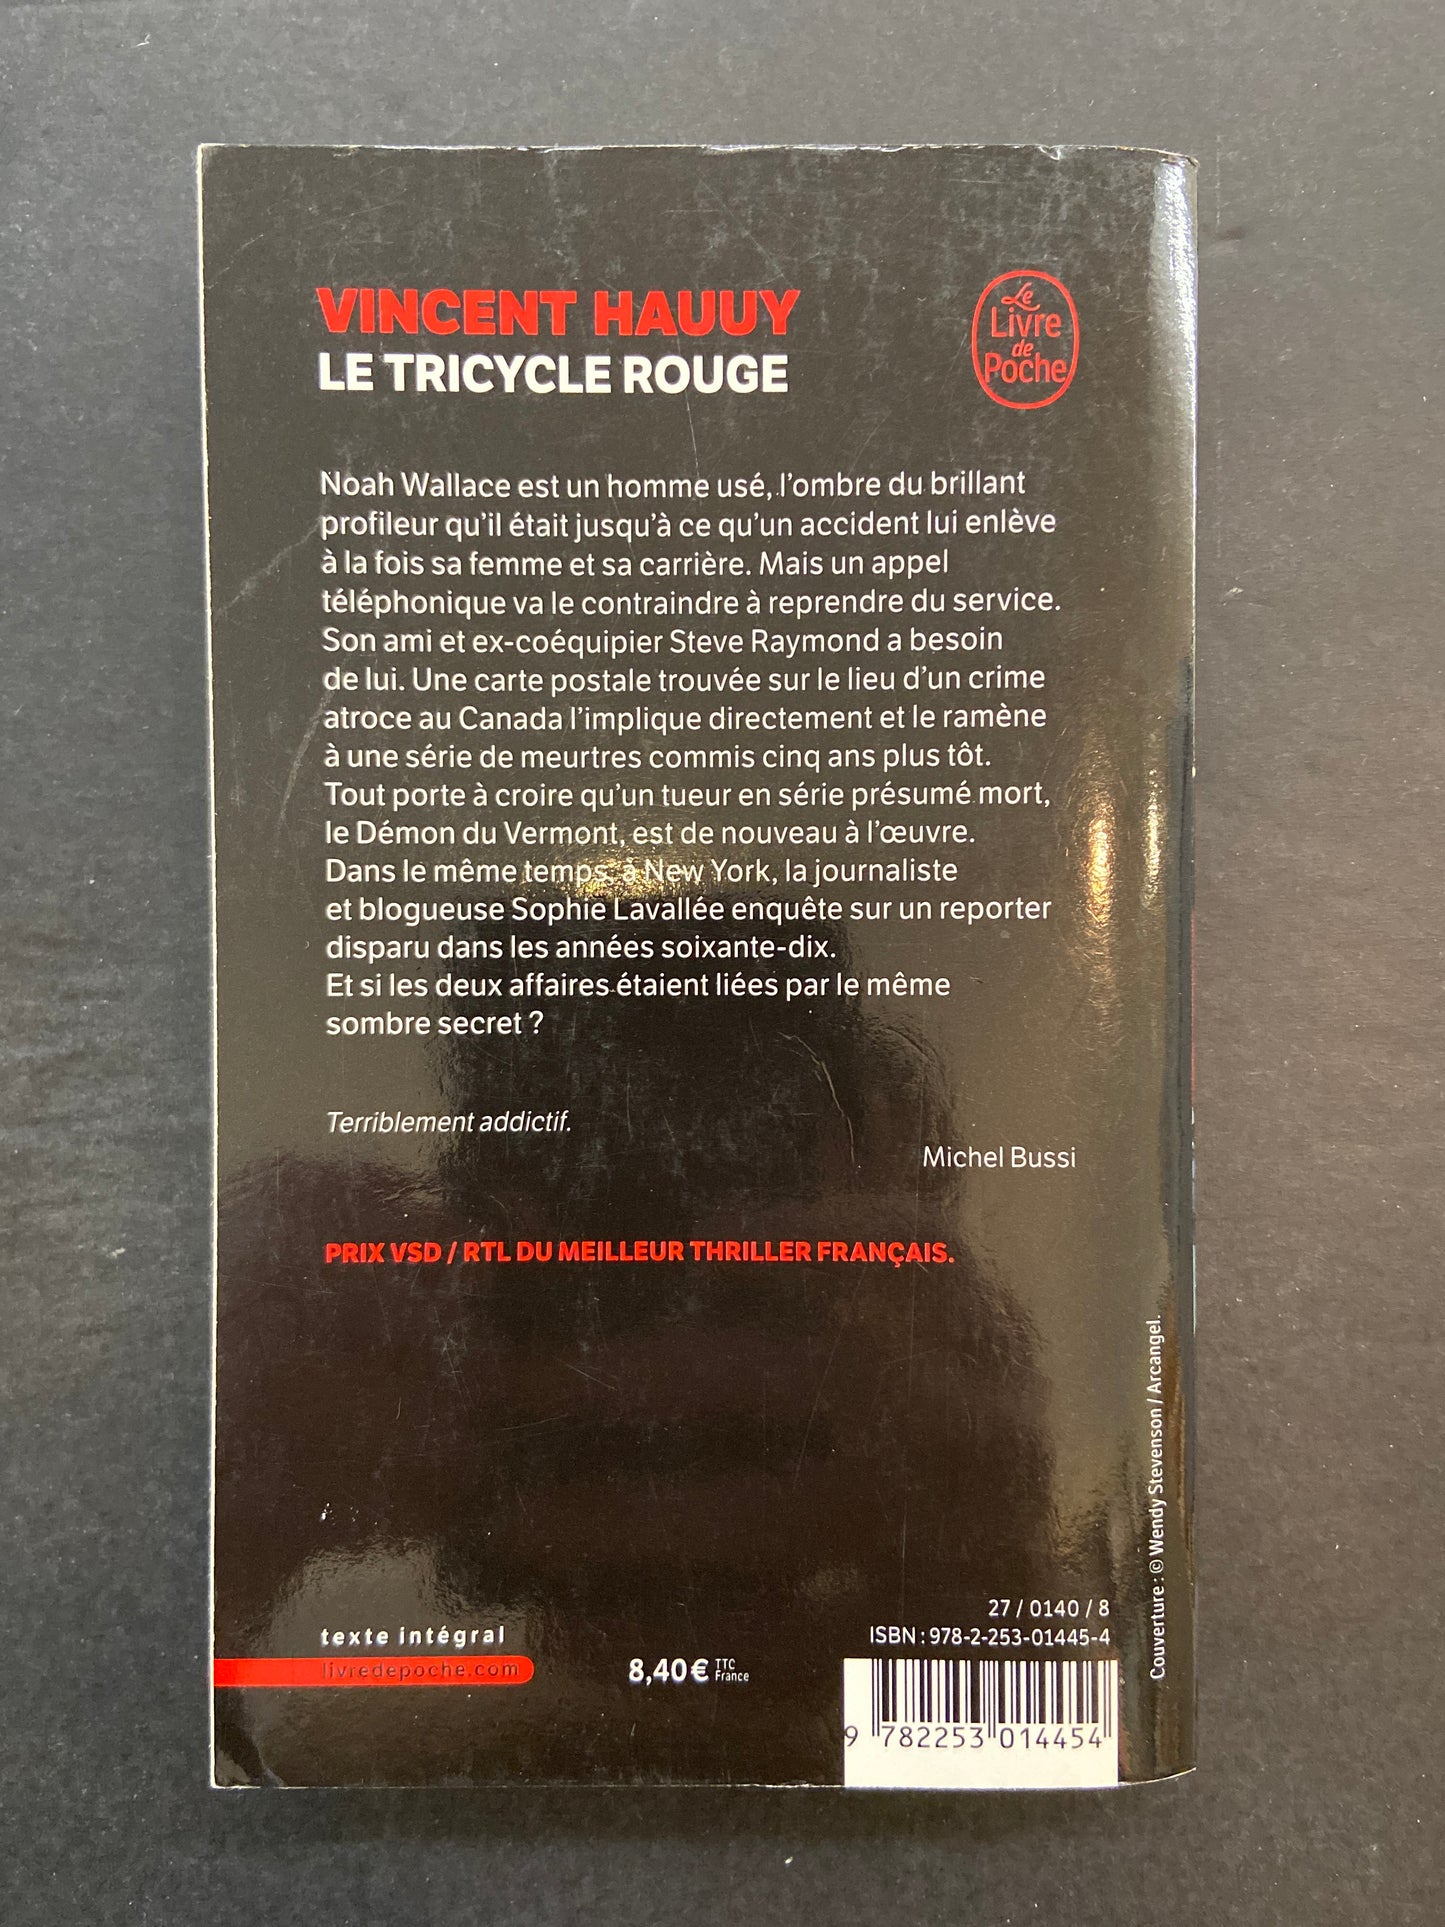 VINCENT HAUUY
LE TRICYCLE ROUGE
Le
Livre
de
Poche
Noah Wallace est un homme usé, l'ombre du brillant
profileur qu'il était jusqu'à ce qu'un accident lui enlève
à la fois sa femme et sa carrière. Mais un appel
téléphonique va le contraindre à reprendre du service.
Son ami et ex-coéquipier Steve Raymond a besoin
de lui. Une carte postale trouvée sur le lieu d'un crime
atroce au Canada l'implique directement et le ramène
à une série de meurtres commis cinq ans plus tôt.
Tout porte à croire qu'un tueur en série présumé mort,
le Démon du Vermont, est de nouveau à l'œuvre.
Dans le même temps, à New York, la journaliste
et blogueuse Sophie Lavallée enquête sur un reporter
disparu dans les années soixante-dix.
Et si les deux affaires étaient liées par le même
sombre secret ?
Terriblement addictif.
Michel Bussi
PRIX VSD / RTL DU MEILLEUR THRILLER FRANÇAIS.
Couverture : © Wendy Stevenson / Arcangel.
texte intégral
livredepoche.com
8,40 € TTC
France
27 / 0140 / 8
ISBN : 978-2-253-01445-4
9 782253 014454